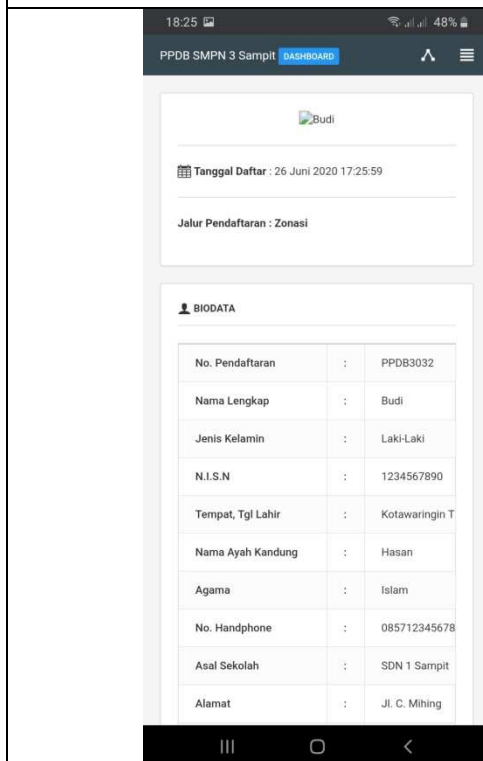 18:25 48%
PPDB SMPN 3 Sampit DASHBOARD
Budi
Tanggal Daftar : 26 Juni 2020 17:25:59
Jalur Pendaftaran : Zonasi
BIODATA
No. Pendaftaran : PPDB3032
Nama Lengkap : Budi
Jenis Kelamin : Laki-Laki
N.I.S.N : 1234567890
Tempat, Tgl Lahir : Kotawaringin T
Nama Ayah Kandung : Hasan
Agama : Islam
No. Handphone : 085712345678
Asal Sekolah : SDN 1 Sampit
Alamat : Jl. C. Mihing